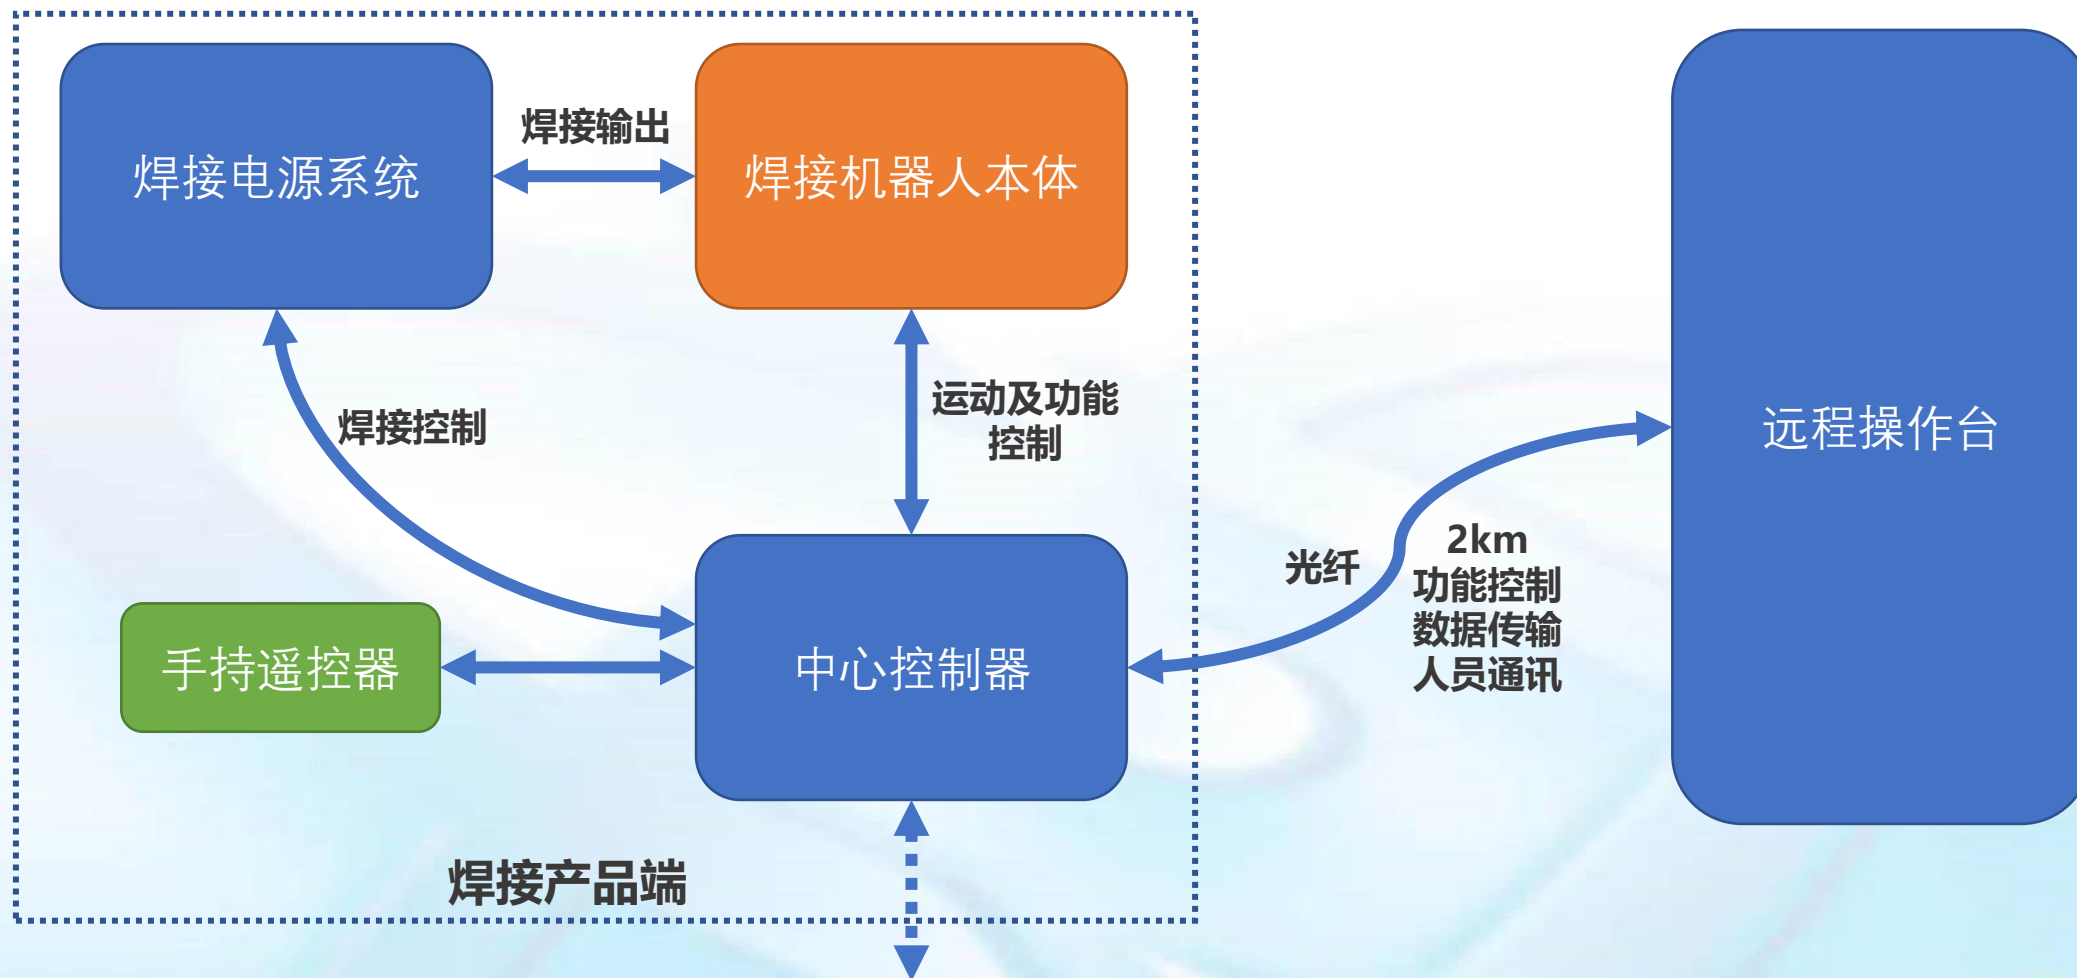 焊接电源系统
焊接输出
焊接机器人本体
焊接控制
运动及功能
控制
远程操作台
手持遥控器
中心控制器
光纤
2km
功能控制
数据传输
人员通讯
焊接产品端